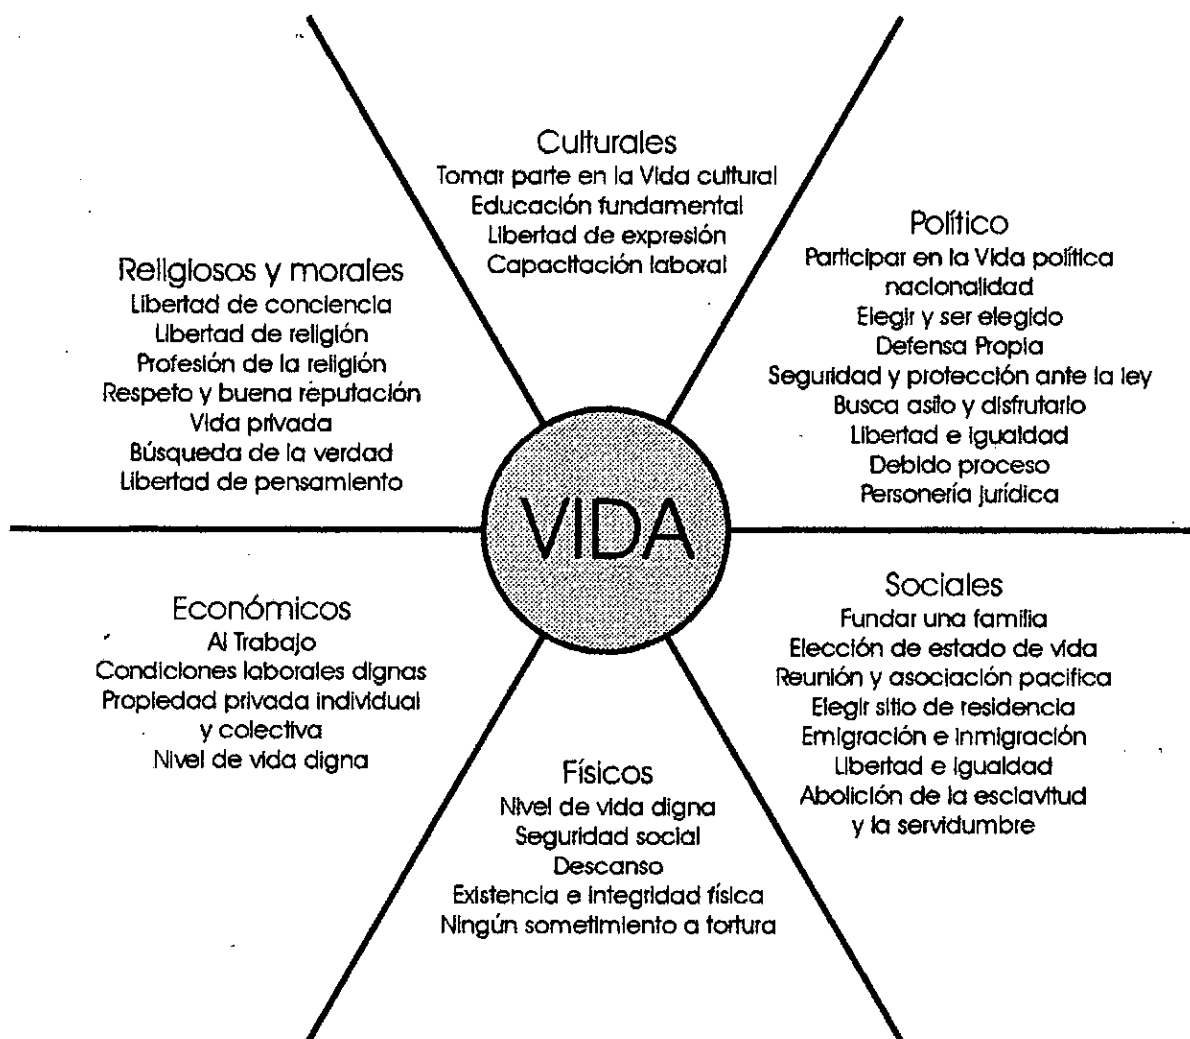 Culturales
Tomar parte en la Vida cultural
Educación fundamental
Libertad de expresión
Capacitación laboral
Político
Participar en la Vida política
nacionalidad
Elegir y ser elegido
Defensa Propia
Seguridad y protección ante la ley
Busca asilo y disfrutarlo
Libertad e igualdad
Debido proceso
Personería jurídica
Religiosos y morales
Libertad de conciencia
Libertad de religión
Profesión de la religión
Respeto y buena reputación
Vida privada
Búsqueda de la verdad
Libertad de pensamiento
VIDA
Económicos
Al Trabajo
Condiciones laborales dignas
Propiedad privada individual
y colectiva
Nivel de vida digna
Sociales
Fundar una familia
Elección de estado de vida
Reunión y asociación pacifica
Elegir sitio de residencia
Emigración e inmigración
Libertad e igualdad
Abolición de la esclavitud
y la servidumbre
Físicos
Nivel de vida digna
Seguridad social
Descanso
Existencia e integridad física
Ningún sometimiento a tortura